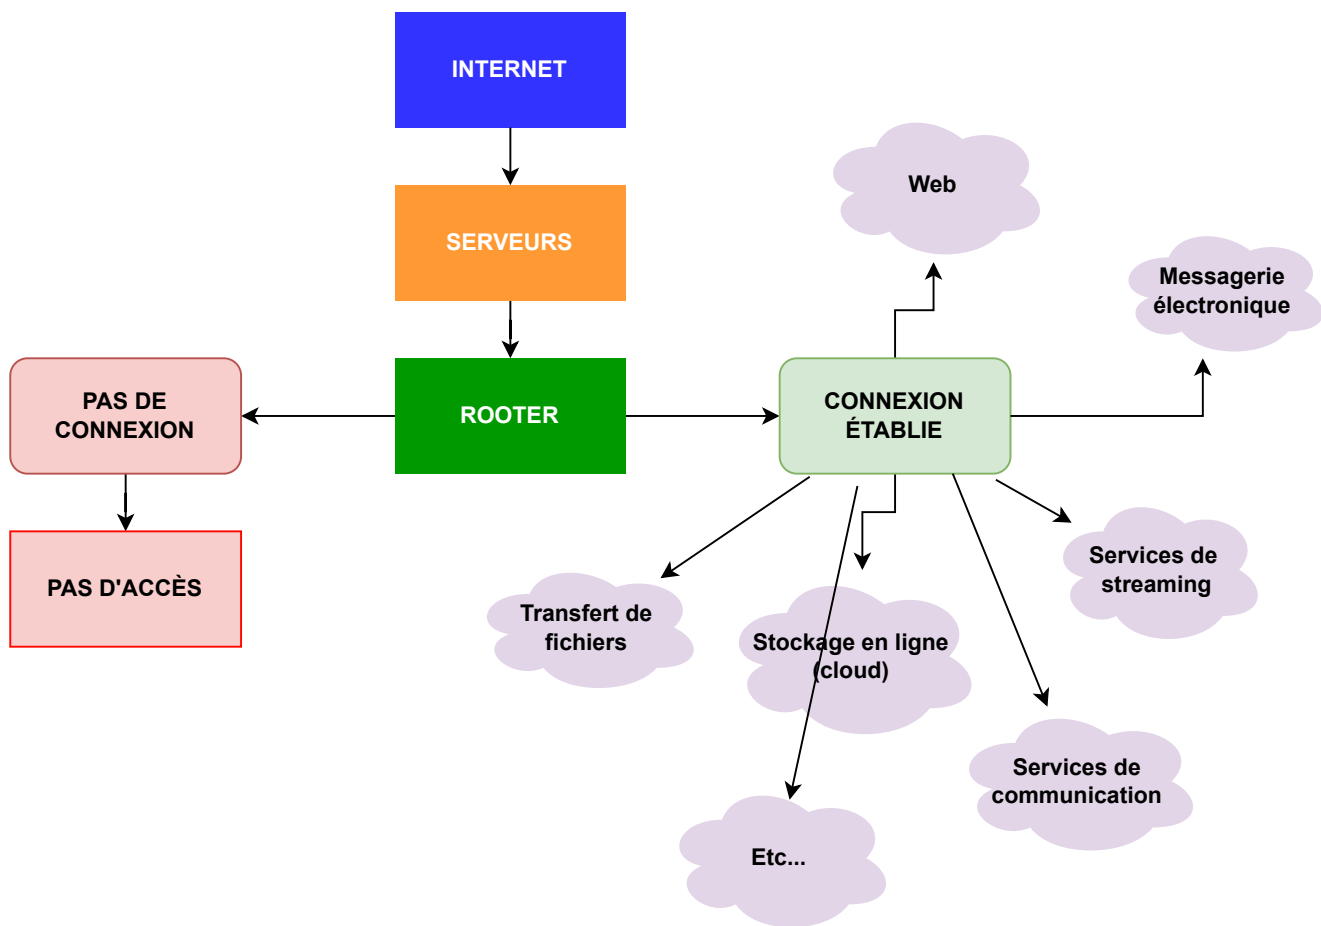 INTERNET
SERVEURS
ROOTER
PAS DE
CONNEXION
PAS D'ACCÈS
CONNEXION
ÉTABLIE
Web
Messagerie
électronique
Services de
streaming
Transfert de
fichiers
Stockage en ligne
(cloud)
Services de
communication
Etc...